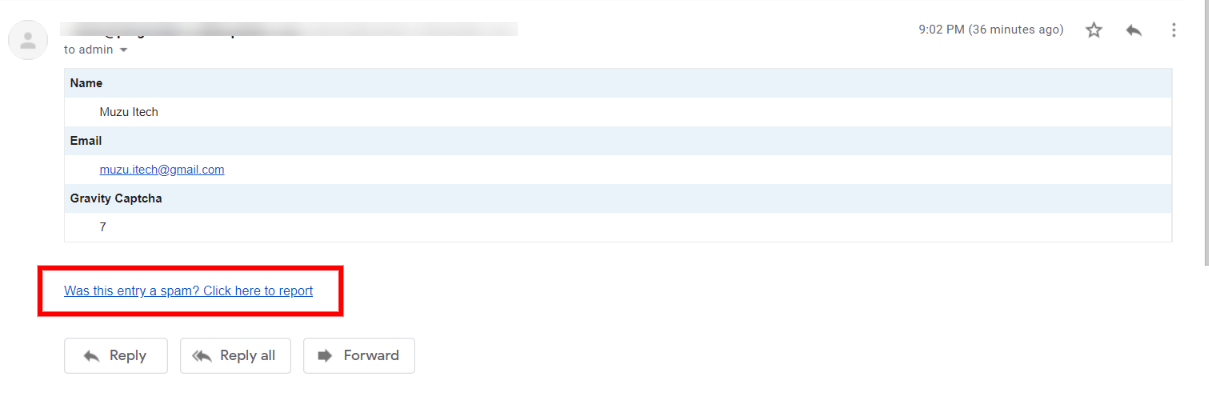 9:02 PM (36 minutes ago)
to admin
Name
Muzu Itech
Email
muzu.itech@gmail.com
Gravity Captcha
7
Was this entry a spam? Click here to report
Reply
Reply all
Forward